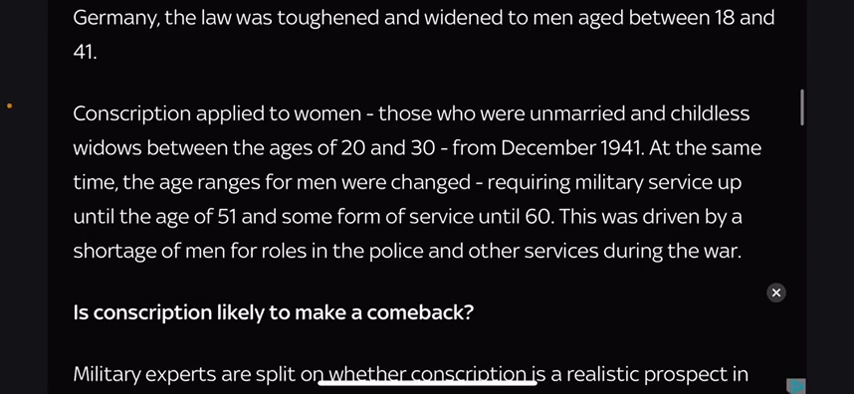 Germany, the law was toughened and widened to men aged between 18 and
41.
Conscription applied to women - those who were unmarried and childless
widows between the ages of 20 and 30 - from December 1941. At the same
time, the age ranges for men were changed - requiring military service up
until the age of 51 and some form of service until 60. This was driven by a
shortage of men for roles in the police and other services during the war.
Is conscription likely to make a comeback?
Military experts are split on whether conscription is a realistic prospect in